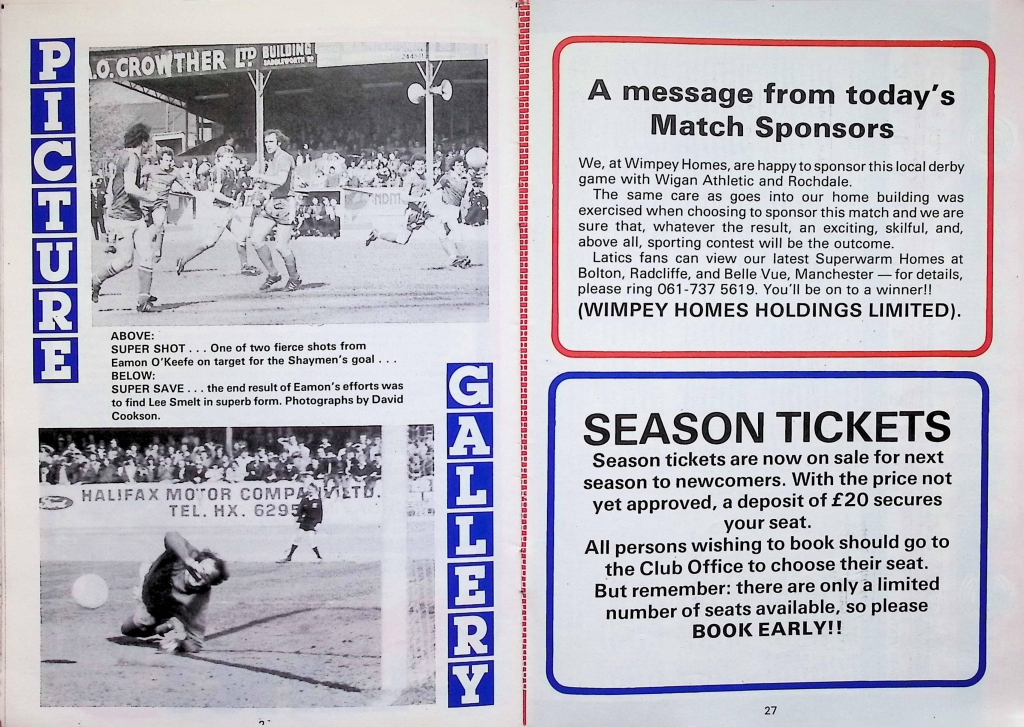 PICTURE
.O. CROWTHER LTD BUILDING
SADDLEWORTH
ABOVE:
SUPER SHOT . . . One of two fierce shots from
Eamon O'Keefe on target for the Shaymen's goal . . .
BELOW:
SUPER SAVE . . . the end result of Eamon's efforts was
to find Lee Smelt in superb form. Photographs by David
Cookson.
GALLERY
HALIFAX MOTOR COMPA LTD.
TEL. HX. 6295
A message from today's
Match Sponsors
We, at Wimpey Homes, are happy to sponsor this local derby
game with Wigan Athletic and Rochdale.
The same care as goes into our home building was
exercised when choosing to sponsor this match and we are
sure that, whatever the result, an exciting, skilful, and,
above all, sporting contest will be the outcome.
Latics fans can view our latest Superwarm Homes at
Bolton, Radcliffe, and Belle Vue, Manchester — for details,
please ring 061-737 5619. You'll be on to a winner!!
(WIMPEY HOMES HOLDINGS LIMITED).
SEASON TICKETS
Season tickets are now on sale for next
season to newcomers. With the price not
yet approved, a deposit of £20 secures
your seat.
All persons wishing to book should go to
the Club Office to choose their seat.
But remember: there are only a limited
number of seats available, so please
BOOK EARLY!!
27